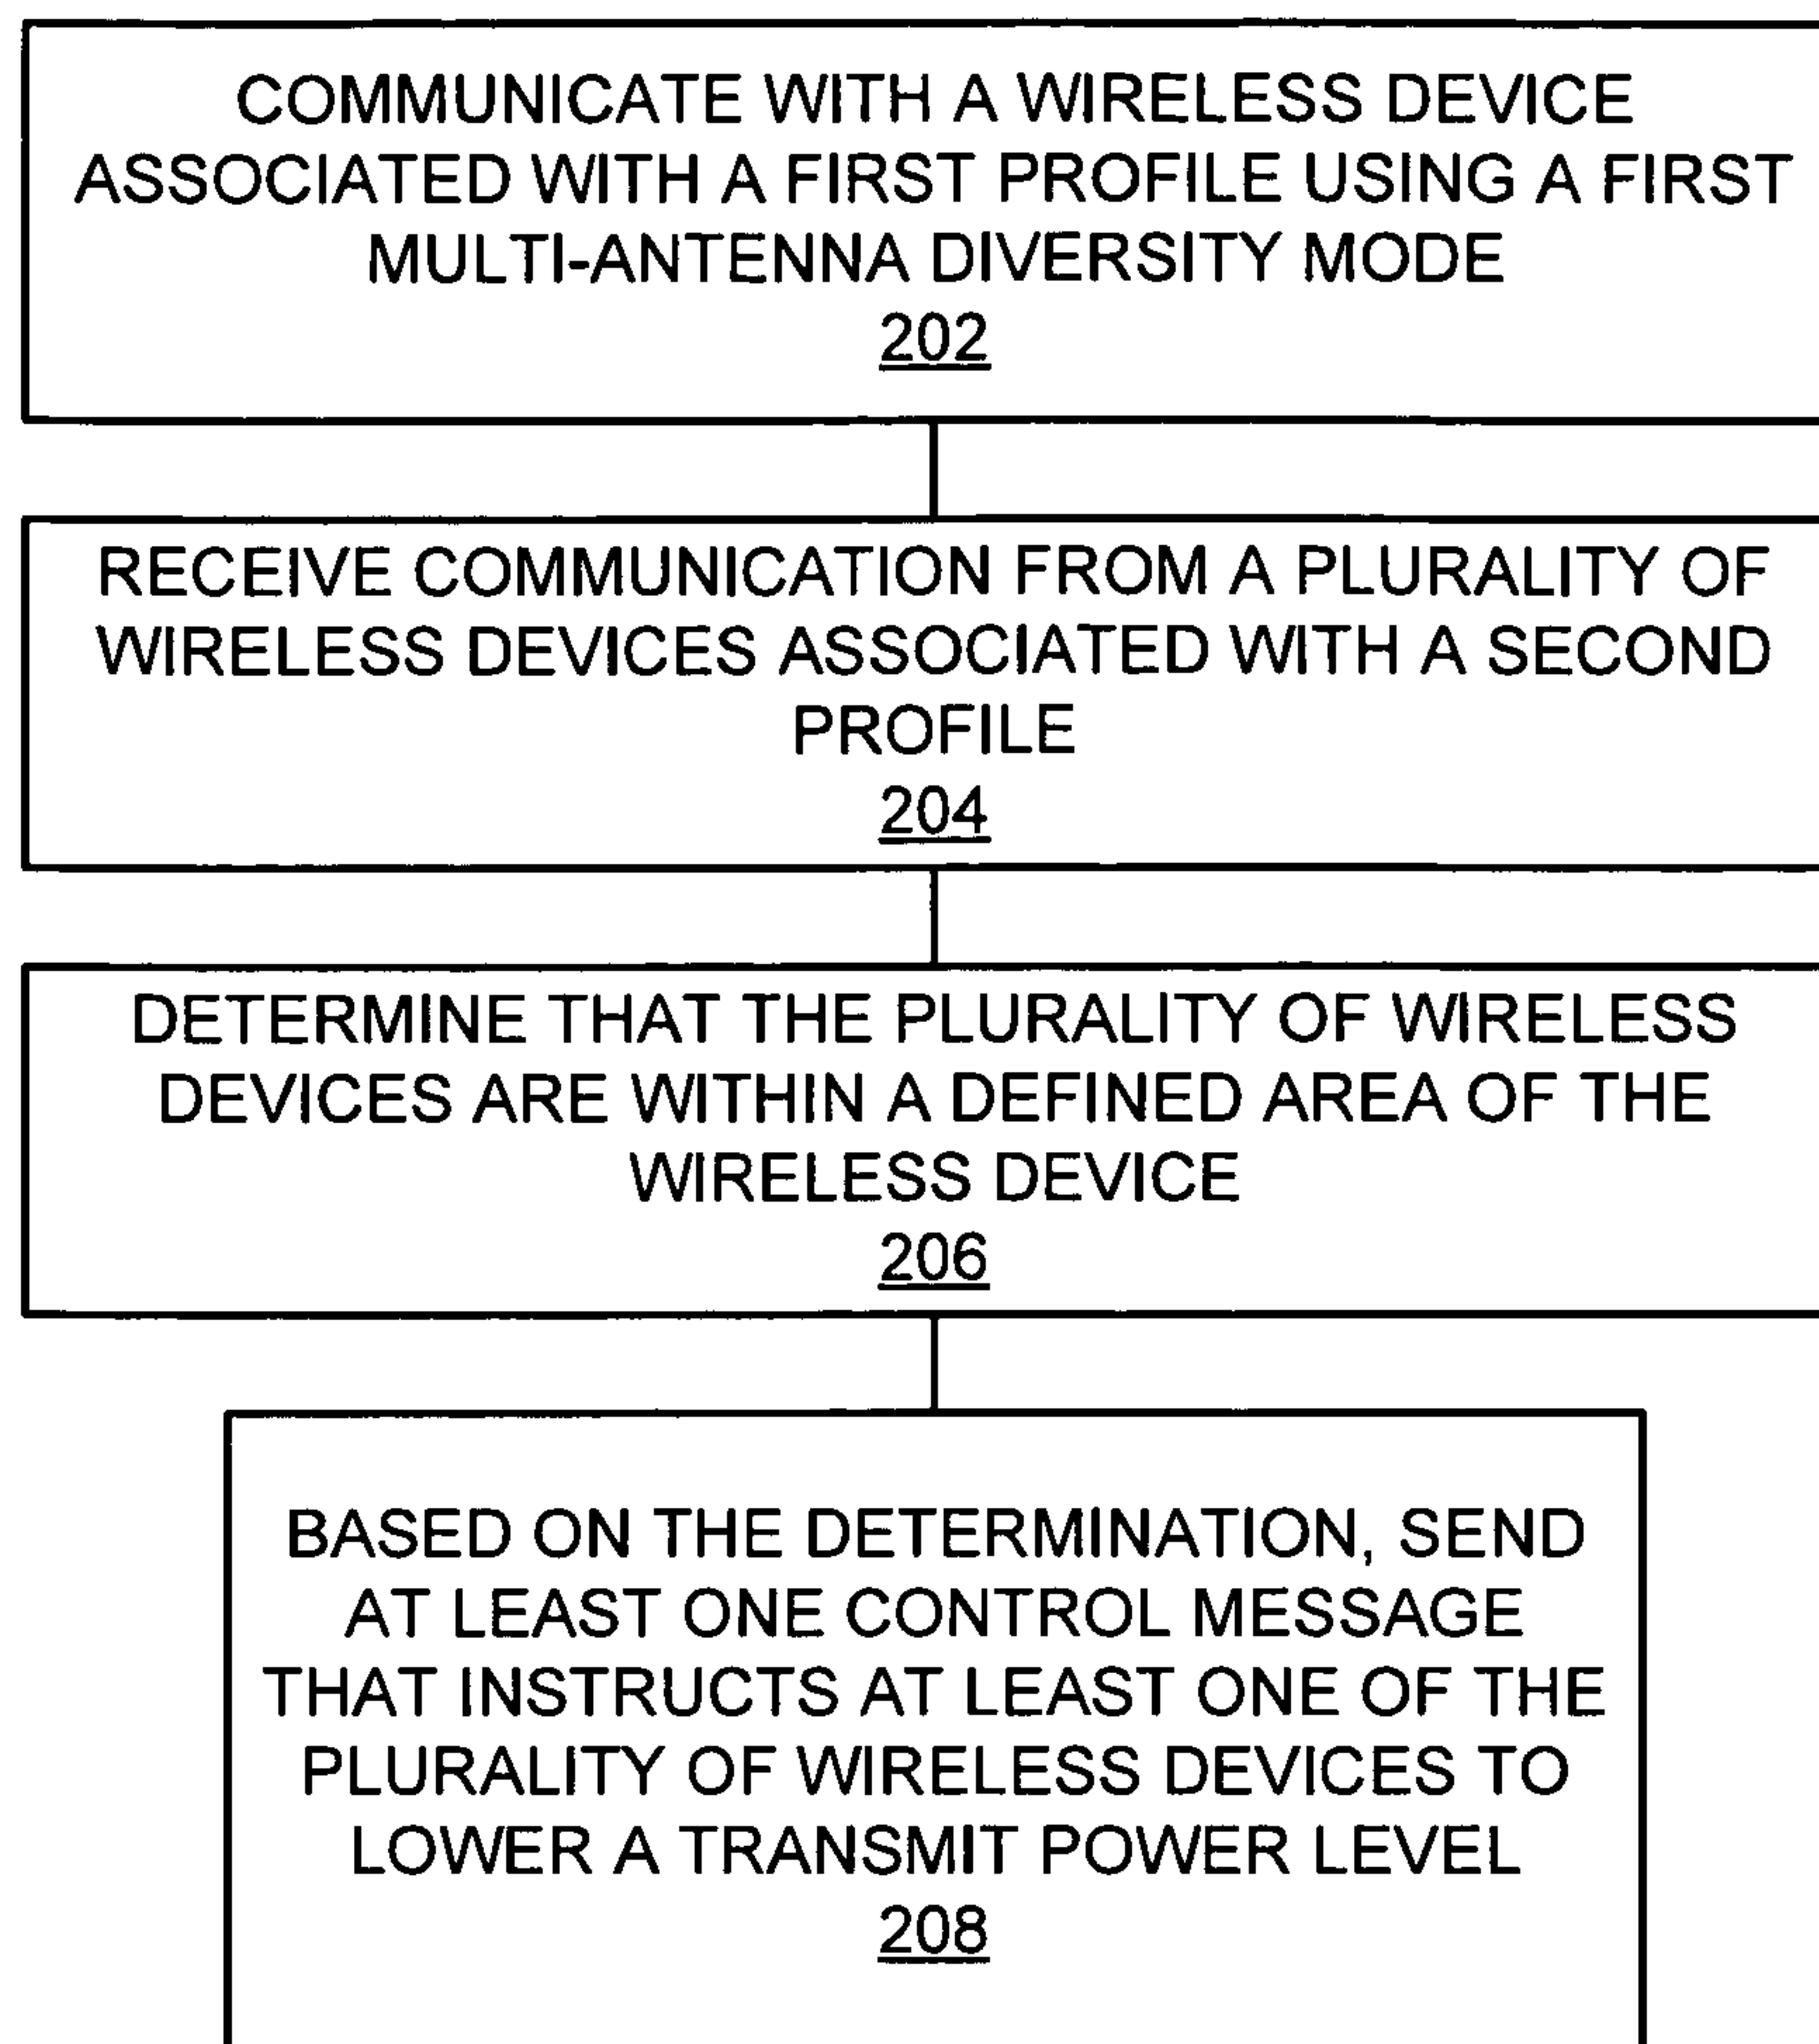 COMMUNICATE WITH A WIRELESS DEVICE
ASSOCIATED WITH A FIRST PROFILE USING A FIRST
MULTI-ANTENNA DIVERSITY MODE
202
RECEIVE COMMUNICATION FROM A PLURALITY OF
WIRELESS DEVICES ASSOCIATED WITH A SECOND
PROFILE
204
DETERMINE THAT THE PLURALITY OF WIRELESS
DEVICES ARE WITHIN A DEFINED AREA OF THE
WIRELESS DEVICE
206
BASED ON THE DETERMINATION, SEND
AT LEAST ONE CONTROL MESSAGE
THAT INSTRUCTS AT LEAST ONE OF THE
PLURALITY OF WIRELESS DEVICES TO
LOWER A TRANSMIT POWER LEVEL
208